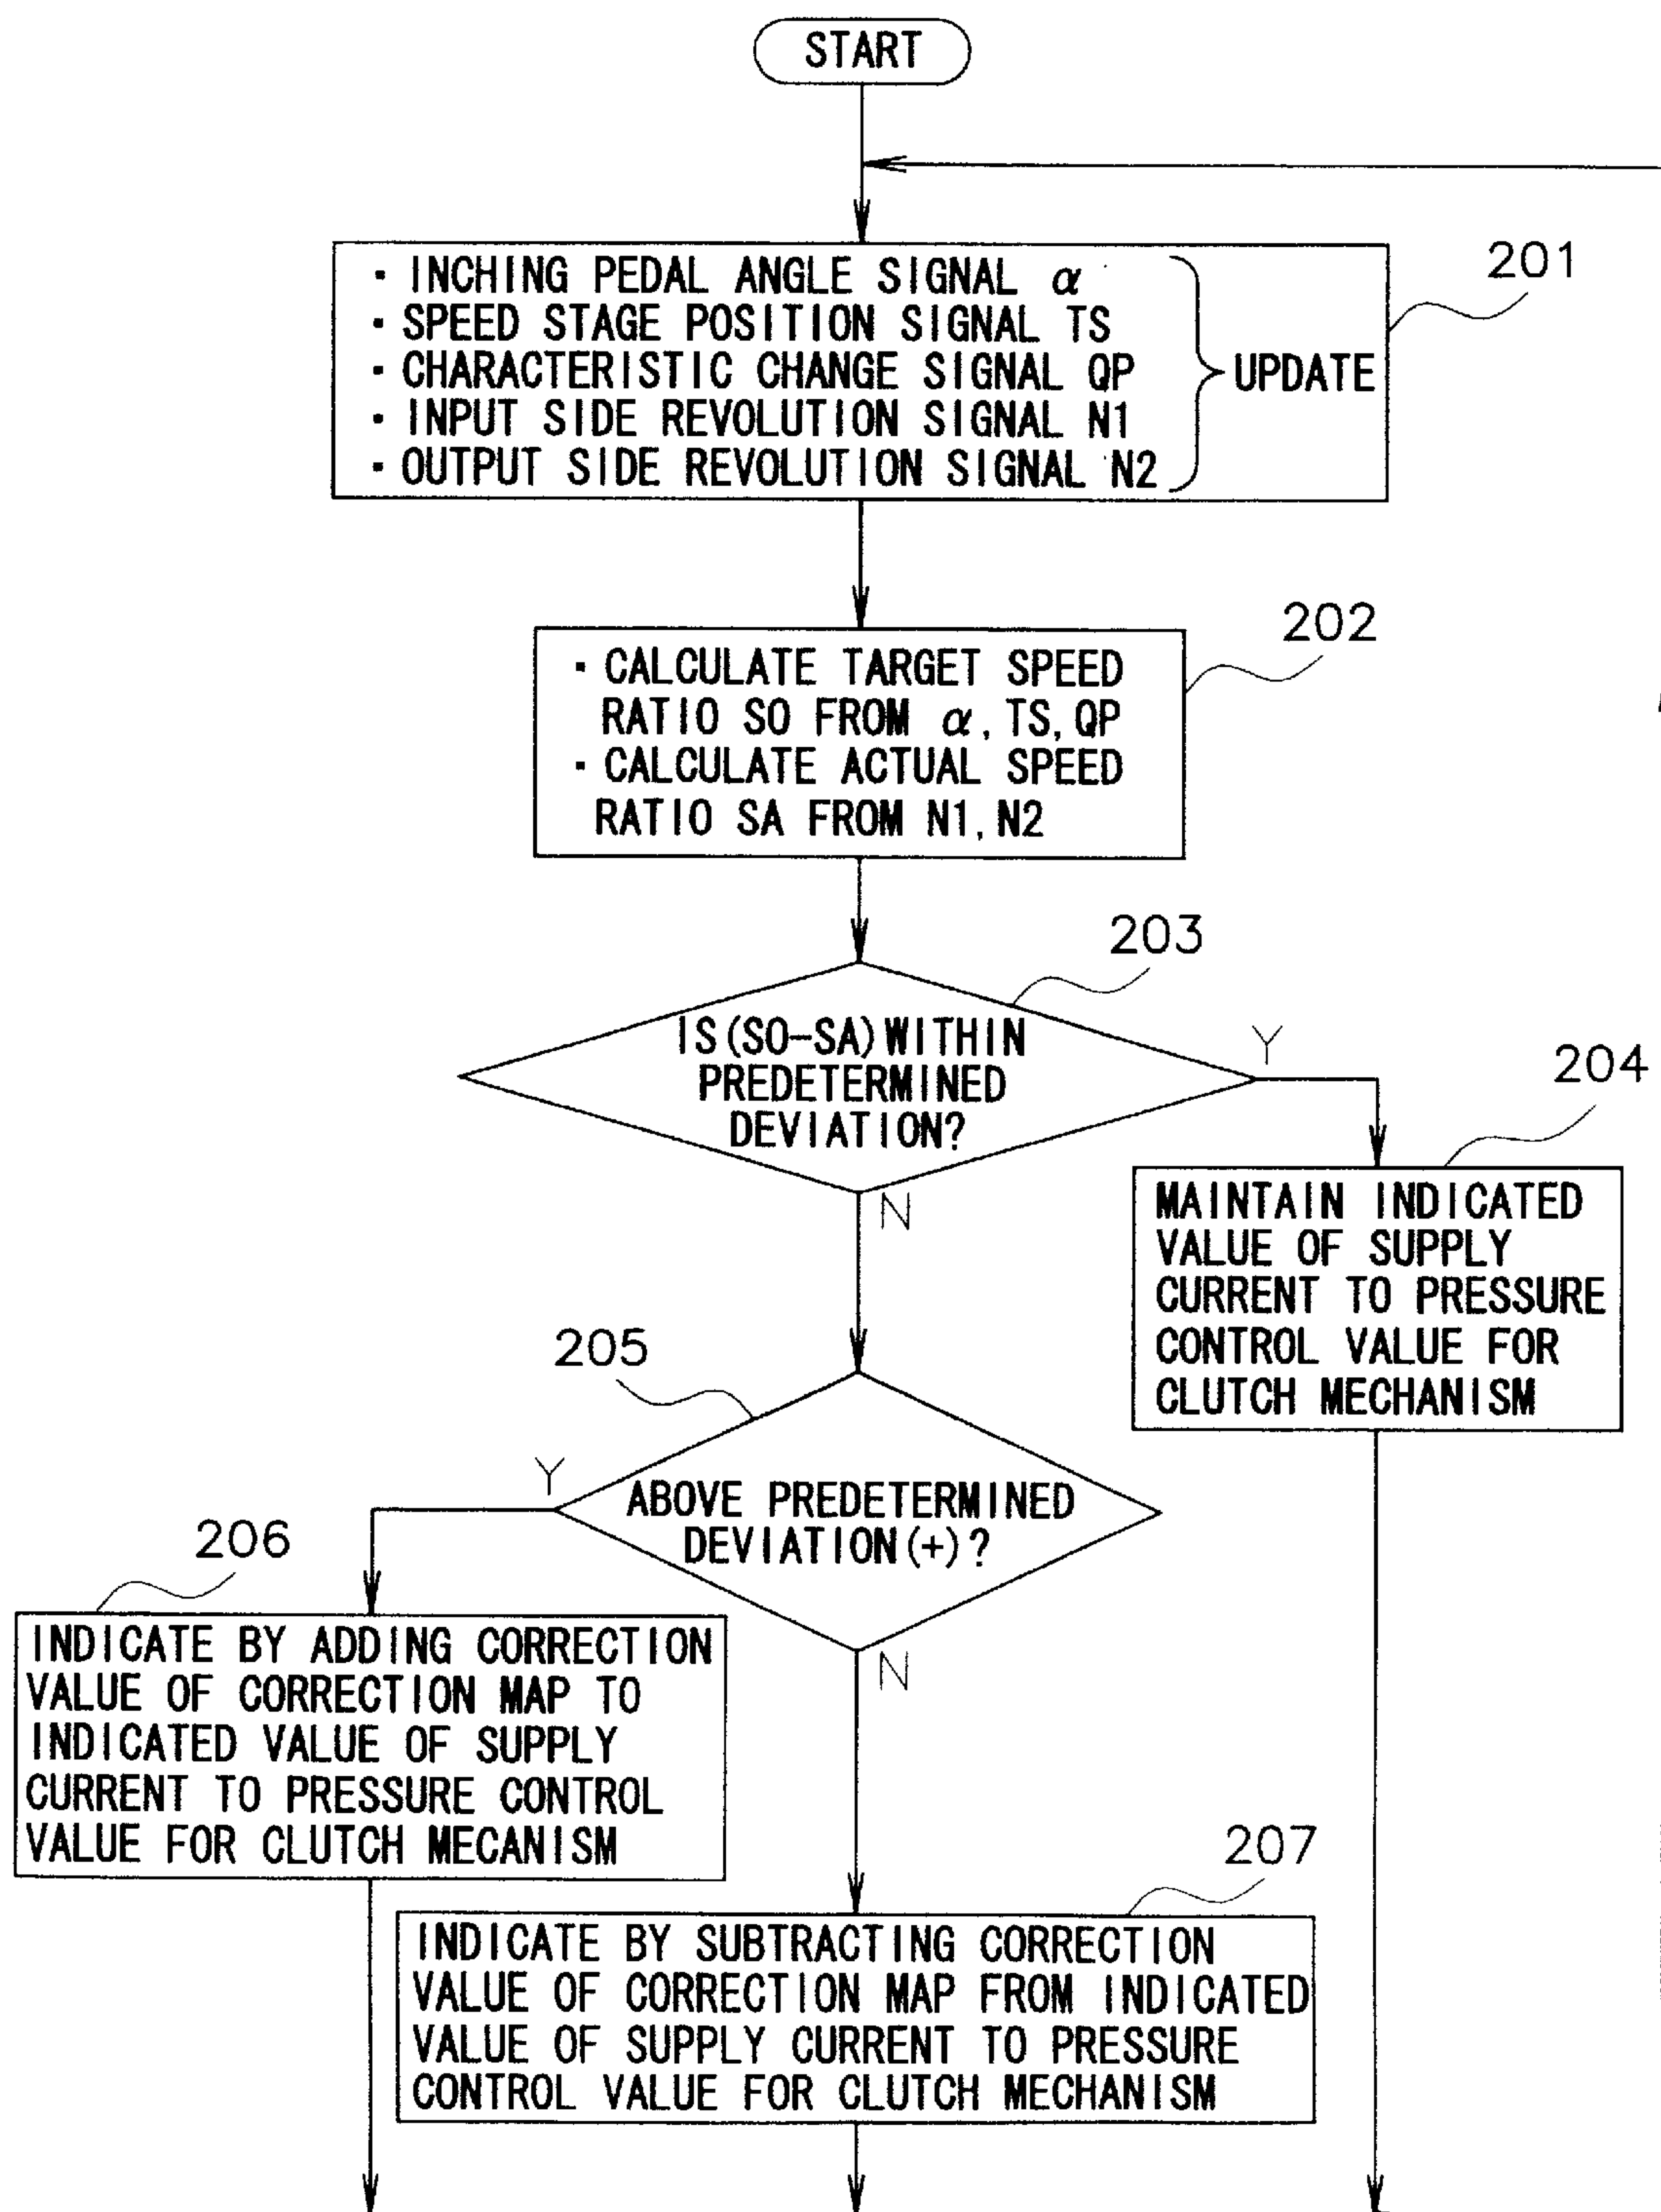 START
· INCHING PEDAL ANGLE SIGNAL α
· SPEED STAGE POSITION SIGNAL TS
· CHARACTERISTIC CHANGE SIGNAL QP
· INPUT SIDE REVOLUTION SIGNAL N1
· OUTPUT SIDE REVOLUTION SIGNAL N2
UPDATE
201
· CALCULATE TARGET SPEED
RATIO SO FROM α, TS, QP
· CALCULATE ACTUAL SPEED
RATIO SA FROM N1, N2
202
203
IS (SO-SA) WITHIN
PREDETERMINED
DEVIATION?
Y
N
204
MAINTAIN INDICATED
VALUE OF SUPPLY
CURRENT TO PRESSURE
CONTROL VALUE FOR
CLUTCH MECHANISM
205
ABOVE PREDETERMINED
DEVIATION(+)?
Y
N
206
INDICATE BY ADDING CORRECTION
VALUE OF CORRECTION MAP TO
INDICATED VALUE OF SUPPLY
CURRENT TO PRESSURE CONTROL
VALUE FOR CLUTCH MECANISM
207
INDICATE BY SUBTRACTING CORRECTION
VALUE OF CORRECTION MAP FROM INDICATED
VALUE OF SUPPLY CURRENT TO PRESSURE
CONTROL VALUE FOR CLUTCH MECHANISM